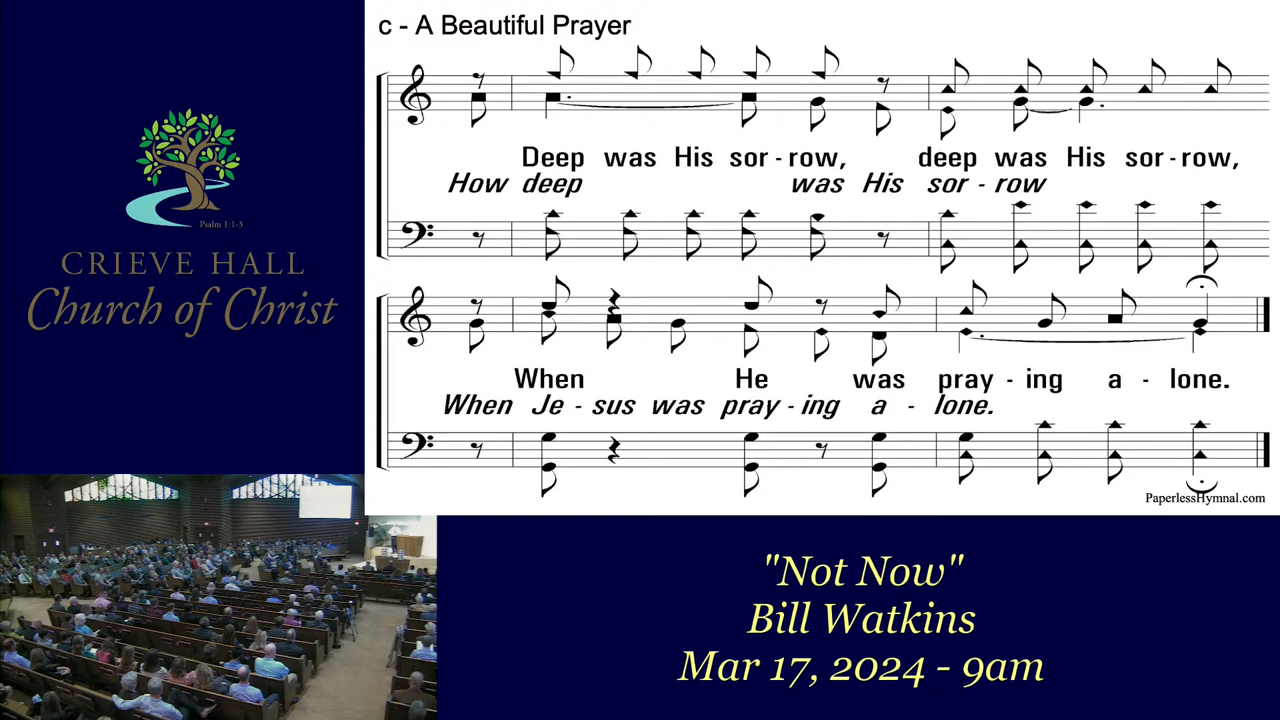 c - A Beautiful Prayer
Deep was His sor - row, deep was His sor - row,
How deep was His sor - row
When He was pray - ing a - lone.
When Je - sus was pray - ing a - lone.
PaperlessHymnal.com
Psalm 1:1-3
CRIEVE HALL
Church of Christ
"Not Now"
Bill Watkins
Mar 17, 2024 - 9am